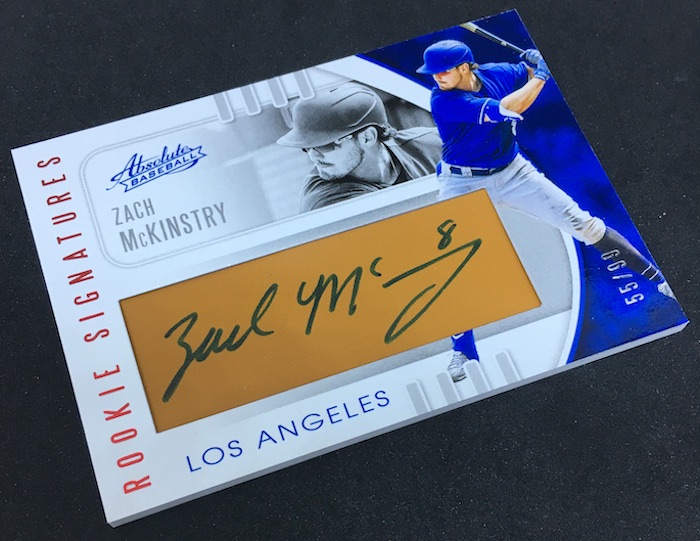 Absolute
BASEBALL
ZACH
McKINSTRY
ROOKIE SIGNATURES
Zach Mc
8
55/99
LOS ANGELES